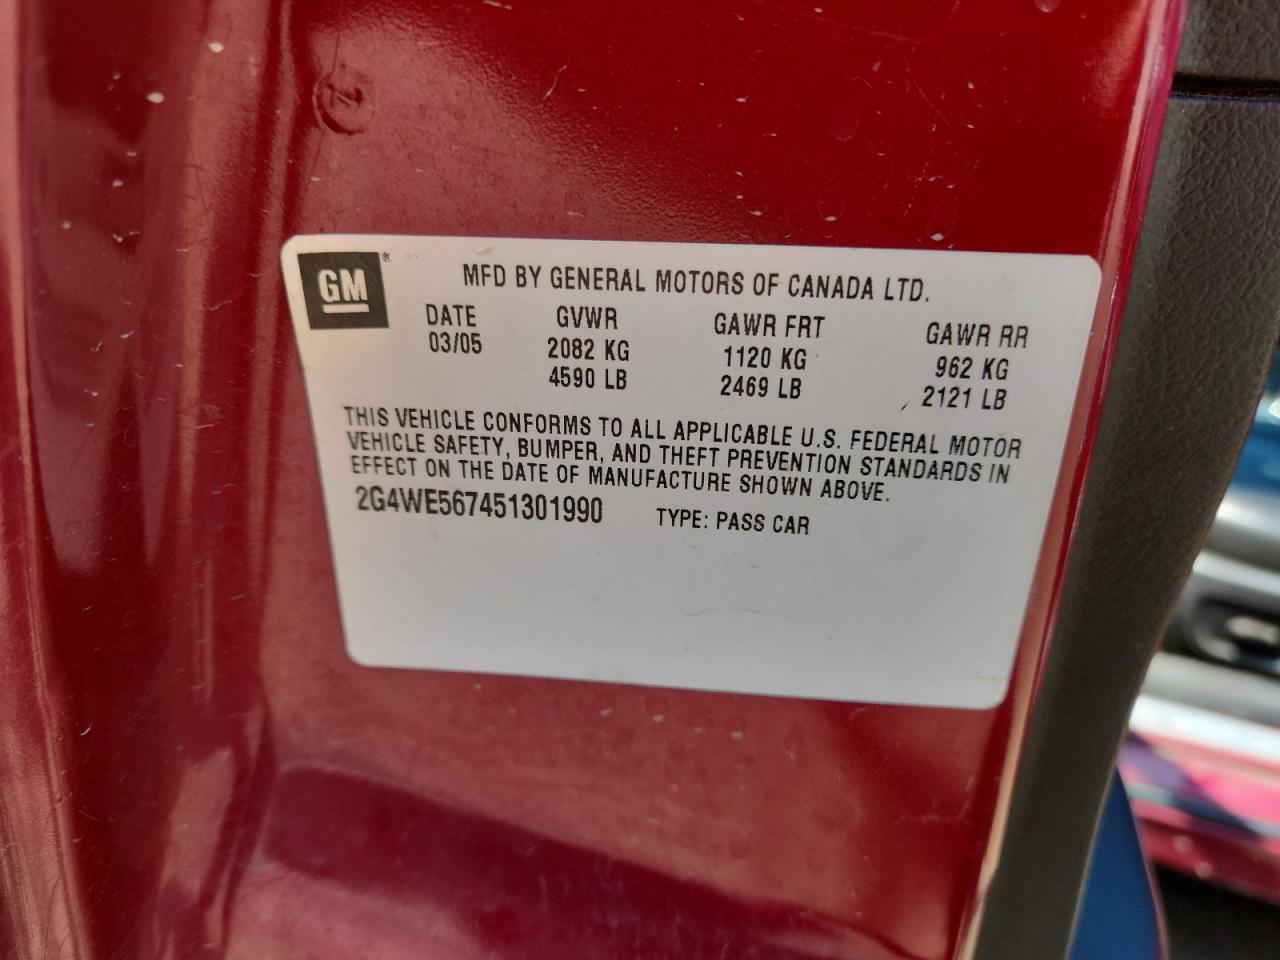 GM ®
MFD BY GENERAL MOTORS OF CANADA LTD.
DATE GVWR GAWR FRT GAWR RR
03/05 2082 KG 1120 KG 962 KG
4590 LB 2469 LB 2121 LB
THIS VEHICLE CONFORMS TO ALL APPLICABLE U.S. FEDERAL MOTOR
VEHICLE SAFETY, BUMPER, AND THEFT PREVENTION STANDARDS IN
EFFECT ON THE DATE OF MANUFACTURE SHOWN ABOVE.
2G4WE567451301990 TYPE: PASS CAR